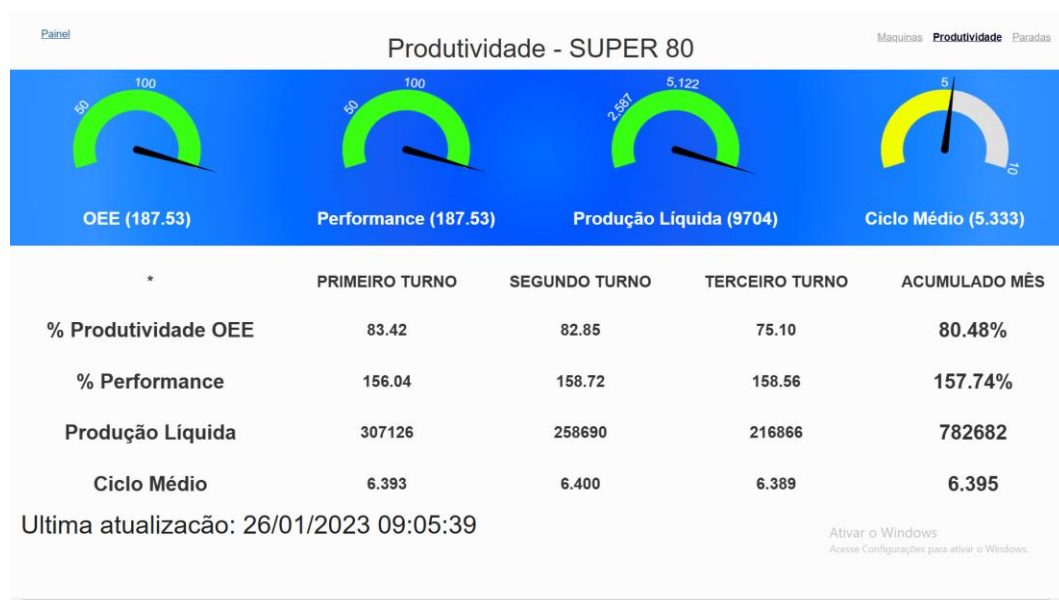 Painel
Produtividade - SUPER 80
Maquinas Produtividade Paradas
50 100
50 100
2,587 5,122
5 10
OEE (187.53)
Performance (187.53)
Produção Líquida (9704)
Ciclo Médio (5.333)
* PRIMEIRO TURNO SEGUNDO TURNO TERCEIRO TURNO ACUMULADO MÊS
% Produtividade OEE 83.42 82.85 75.10 80.48%
% Performance 156.04 158.72 158.56 157.74%
Produção Líquida 307126 258690 216866 782682
Ciclo Médio 6.393 6.400 6.389 6.395
Ultima atualizacão: 26/01/2023 09:05:39
Ativar o Windows
Acesse Configurações para ativar o Windows.